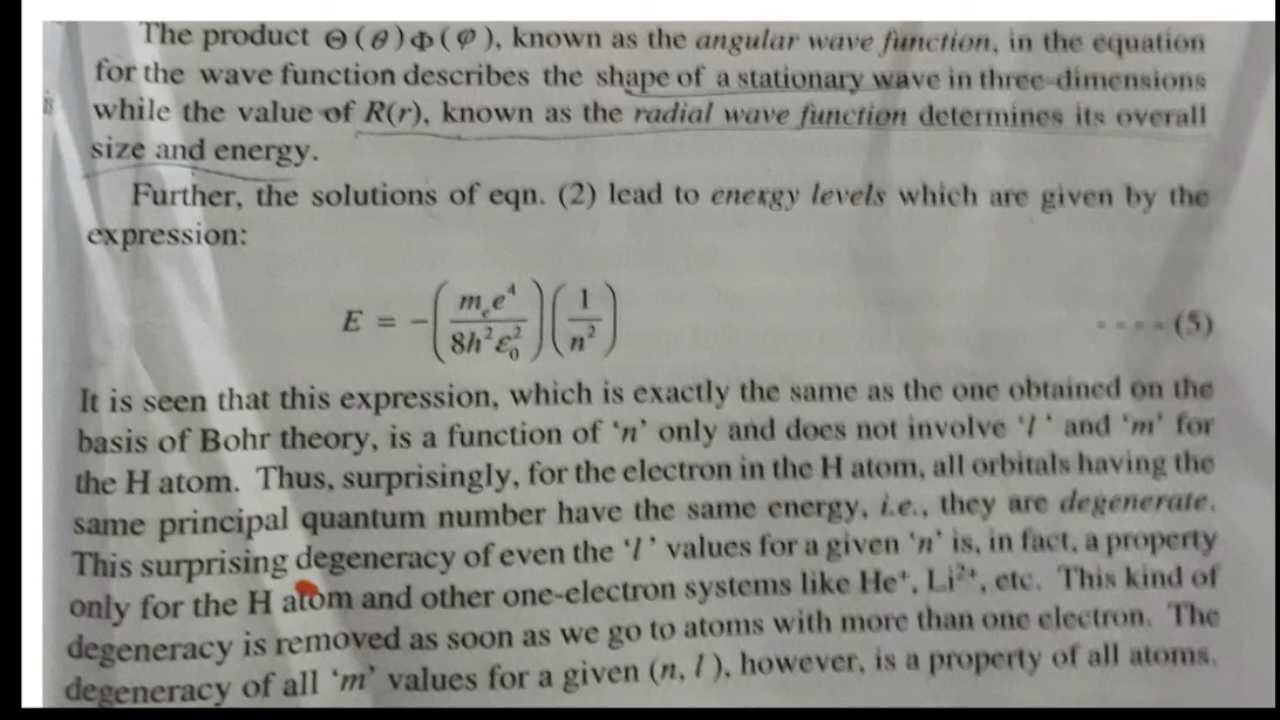 The product Θ(θ)Φ(φ), known as the angular wave function, in the equation
for the wave function describes the shape of a stationary wave in three-dimensions
while the value of R(r), known as the radial wave function determines its overall
size and energy.
Further, the solutions of eqn. (2) lead to energy levels which are given by the
expression:
E = -(mₑe⁴/8h²ε₀²)(1/n²) ---- (5)
It is seen that this expression, which is exactly the same as the one obtained on the
basis of Bohr theory, is a function of 'n' only and does not involve 'l' and 'm' for
the H atom. Thus, surprisingly, for the electron in the H atom, all orbitals having the
same principal quantum number have the same energy, i.e., they are degenerate.
This surprising degeneracy of even the 'l' values for a given 'n' is, in fact, a property
only for the H atom and other one-electron systems like He⁺, Li²⁺, etc. This kind of
degeneracy is removed as soon as we go to atoms with more than one electron. The
degeneracy of all 'm' values for a given (n, l), however, is a property of all atoms.